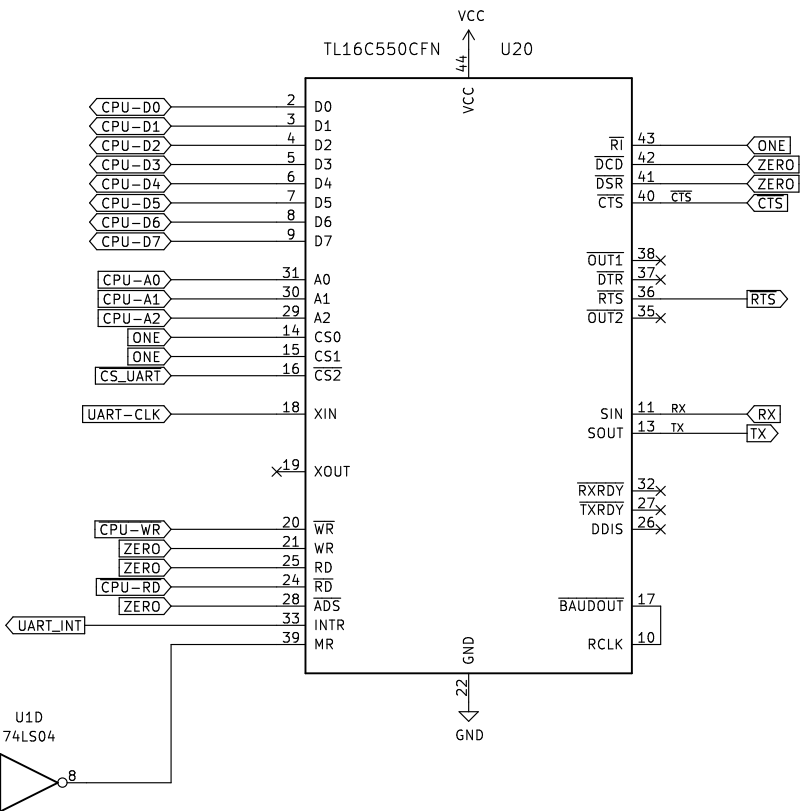 VCC
TL16C550CFN U20
44
VCC
CPU-D0 2 D0
CPU-D1 3 D1
CPU-D2 4 D2 RI 43 ONE
CPU-D3 5 D3 DCD 42 ZERO
CPU-D4 6 D4 DSR 41 ZERO
CPU-D5 7 D5 CTS 40 CTS CTS
CPU-D6 8 D6
CPU-D7 9 D7
OUT1 38
CPU-A0 31 A0 DTR 37
CPU-A1 30 A1 RTS 36 RTS
CPU-A2 29 A2 OUT2 35
ONE 14 CS0
ONE 15 CS1
CS_UART 16 CS2
UART-CLK 18 XIN SIN 11 RX RX
SOUT 13 TX TX
19 XOUT
RXRDY 32
TXRDY 27
CPU-WR 20 WR DDIS 26
ZERO 21 WR
ZERO 25 RD
CPU-RD 24 RD
ZERO 28 ADS BAUDOUT 17
UART_INT 33 INTR
39 MR RCLK 10
GND
22
GND
U1D
74LS04
8